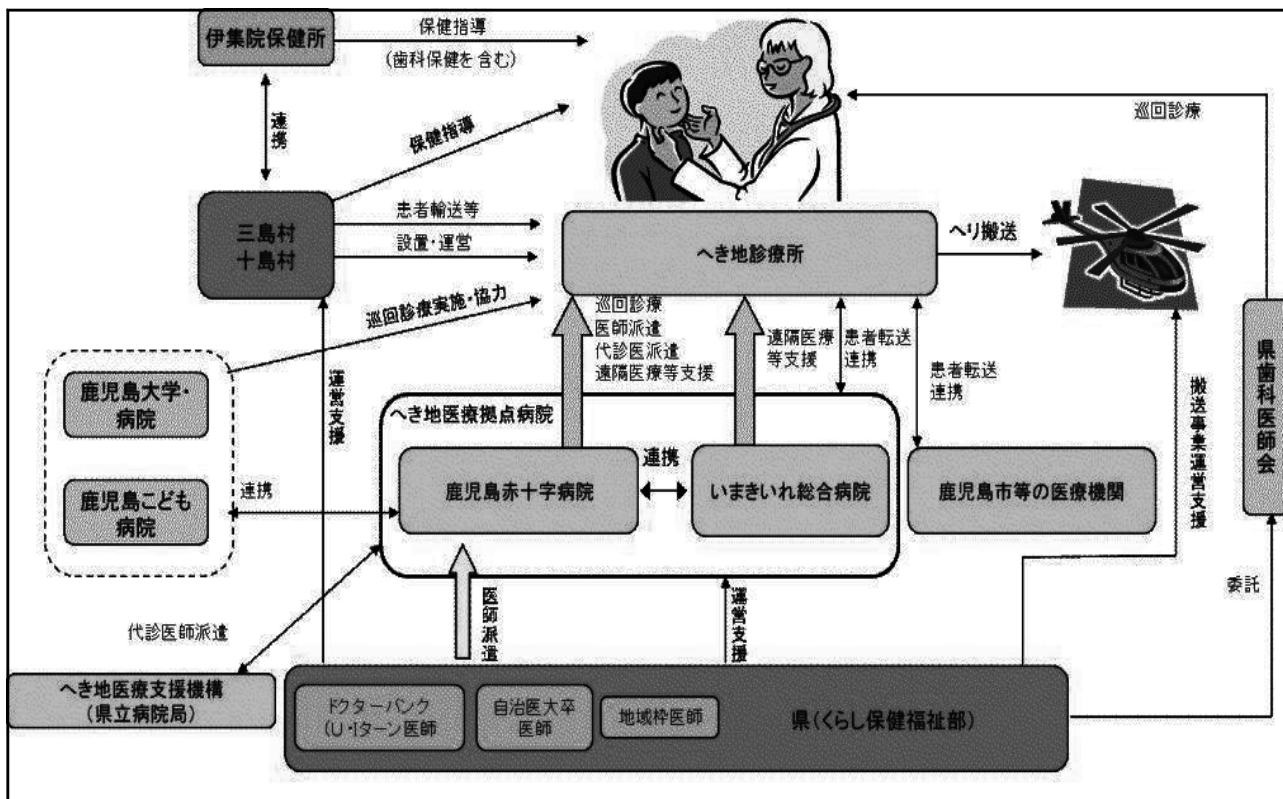 伊集院保健所
保健指導
(歯科保健を含む)
連携
保健指導
巡回診療
三島村
十島村
患者輸送等
設置・運営
へき地診療所
ヘリ搬送
巡回診療実施・協力
巡回診療
医師派遣
代診医派遣
遠隔医療等支援
遠隔医療
等支援
患者転送
連携
患者転送
連携
鹿児島大学・
病院
鹿児島こども
病院
運営支援
へき地医療拠点病院
鹿児島赤十字病院
連携
いまきいれ総合病院
鹿児島市等の医療機関
搬送事業運営支援
県歯科医師会
連携
代診医師派遣
医師派遣
運営支援
委託
へき地医療支援機構
(県立病院局)
ドクターバンク
(U・Iターン医師
自治医大卒
医師
地域枠医師
県(くらし保健福祉部)